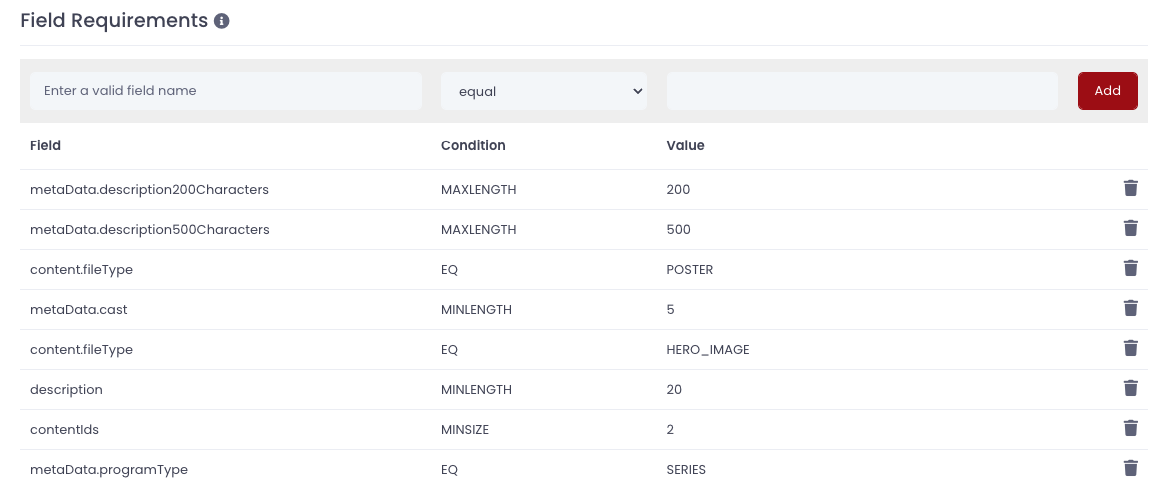 Field Requirements
Enter a valid field name equal Add
Field Condition Value
metaData.description200Characters MAXLENGTH 200
metaData.description500Characters MAXLENGTH 500
content.fileType EQ POSTER
metaData.cast MINLENGTH 5
content.fileType EQ HERO_IMAGE
description MINLENGTH 20
contentIds MINSIZE 2
metaData.programType EQ SERIES